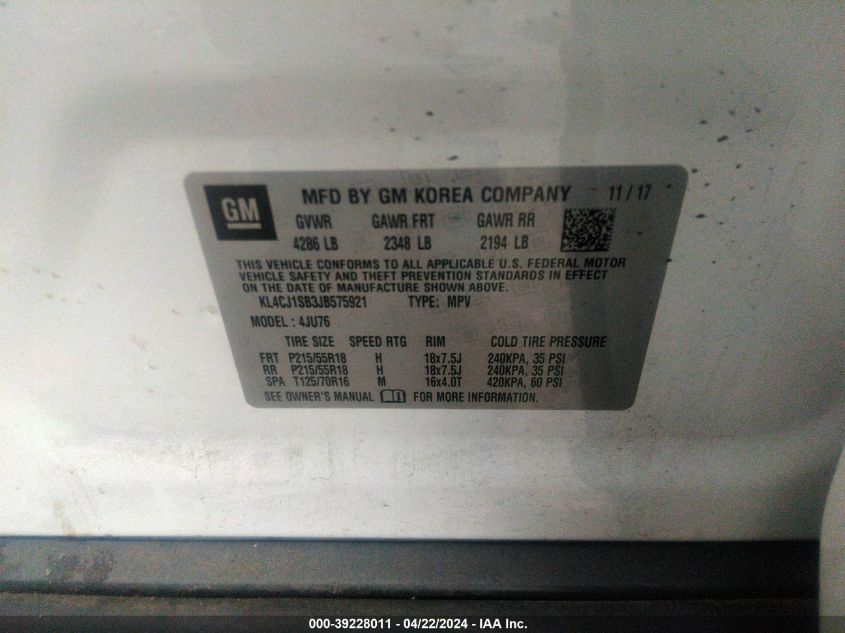 GM MFD BY GM KOREA COMPANY 11 / 17
GVWR GAWR FRT GAWR RR
4286 LB 2348 LB 2194 LB
THIS VEHICLE CONFORMS TO ALL APPLICABLE U.S. FEDERAL MOTOR
VEHICLE SAFETY AND THEFT PREVENTION STANDARDS IN EFFECT
ON THE DATE OF MANUFACTURE SHOWN ABOVE.
KL4CJ1SB3JB575921 TYPE: MPV
MODEL : 4JU76
TIRE SIZE SPEED RTG RIM COLD TIRE PRESSURE
FRT P215/55R18 H 18x7.5J 240KPA, 35 PSI
RR P215/55R18 H 18x7.5J 240KPA, 35 PSI
SPA T125/70R16 M 16x4.0T 420KPA, 60 PSI
SEE OWNER'S MANUAL FOR MORE INFORMATION.
000-39228011 - 04/22/2024 - IAA Inc.